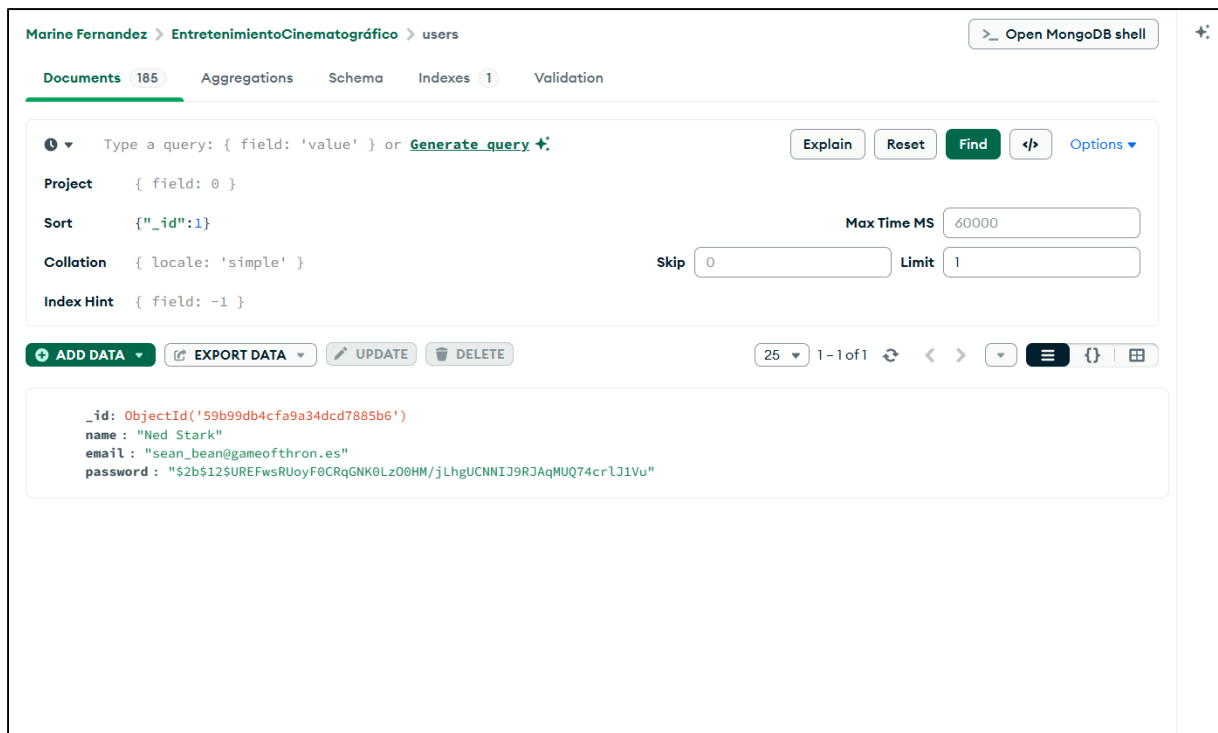 Marine Fernandez > EntretenimientoCinematográfico > users
>_ Open MongoDB shell
Documents 185 Aggregations Schema Indexes 1 Validation
Type a query: { field: 'value' } or Generate query
Explain Reset Find </> Options
Project { field: 0 }
Sort {"_id":1} Max Time MS 60000
Collation { locale: 'simple' } Skip 0 Limit 1
Index Hint { field: -1 }
ADD DATA EXPORT DATA UPDATE DELETE 25 1–1 of 1 {}
_id: ObjectId('59b99db4cfa9a34dcd7885b6')
name : "Ned Stark"
email : "sean_bean@gameofthron.es"
password : "$2b$12$UREFwsRUoyF0CRqGNK0LzO0HM/jLhgUCNNIJ9RJAqMUQ74crlJ1Vu"